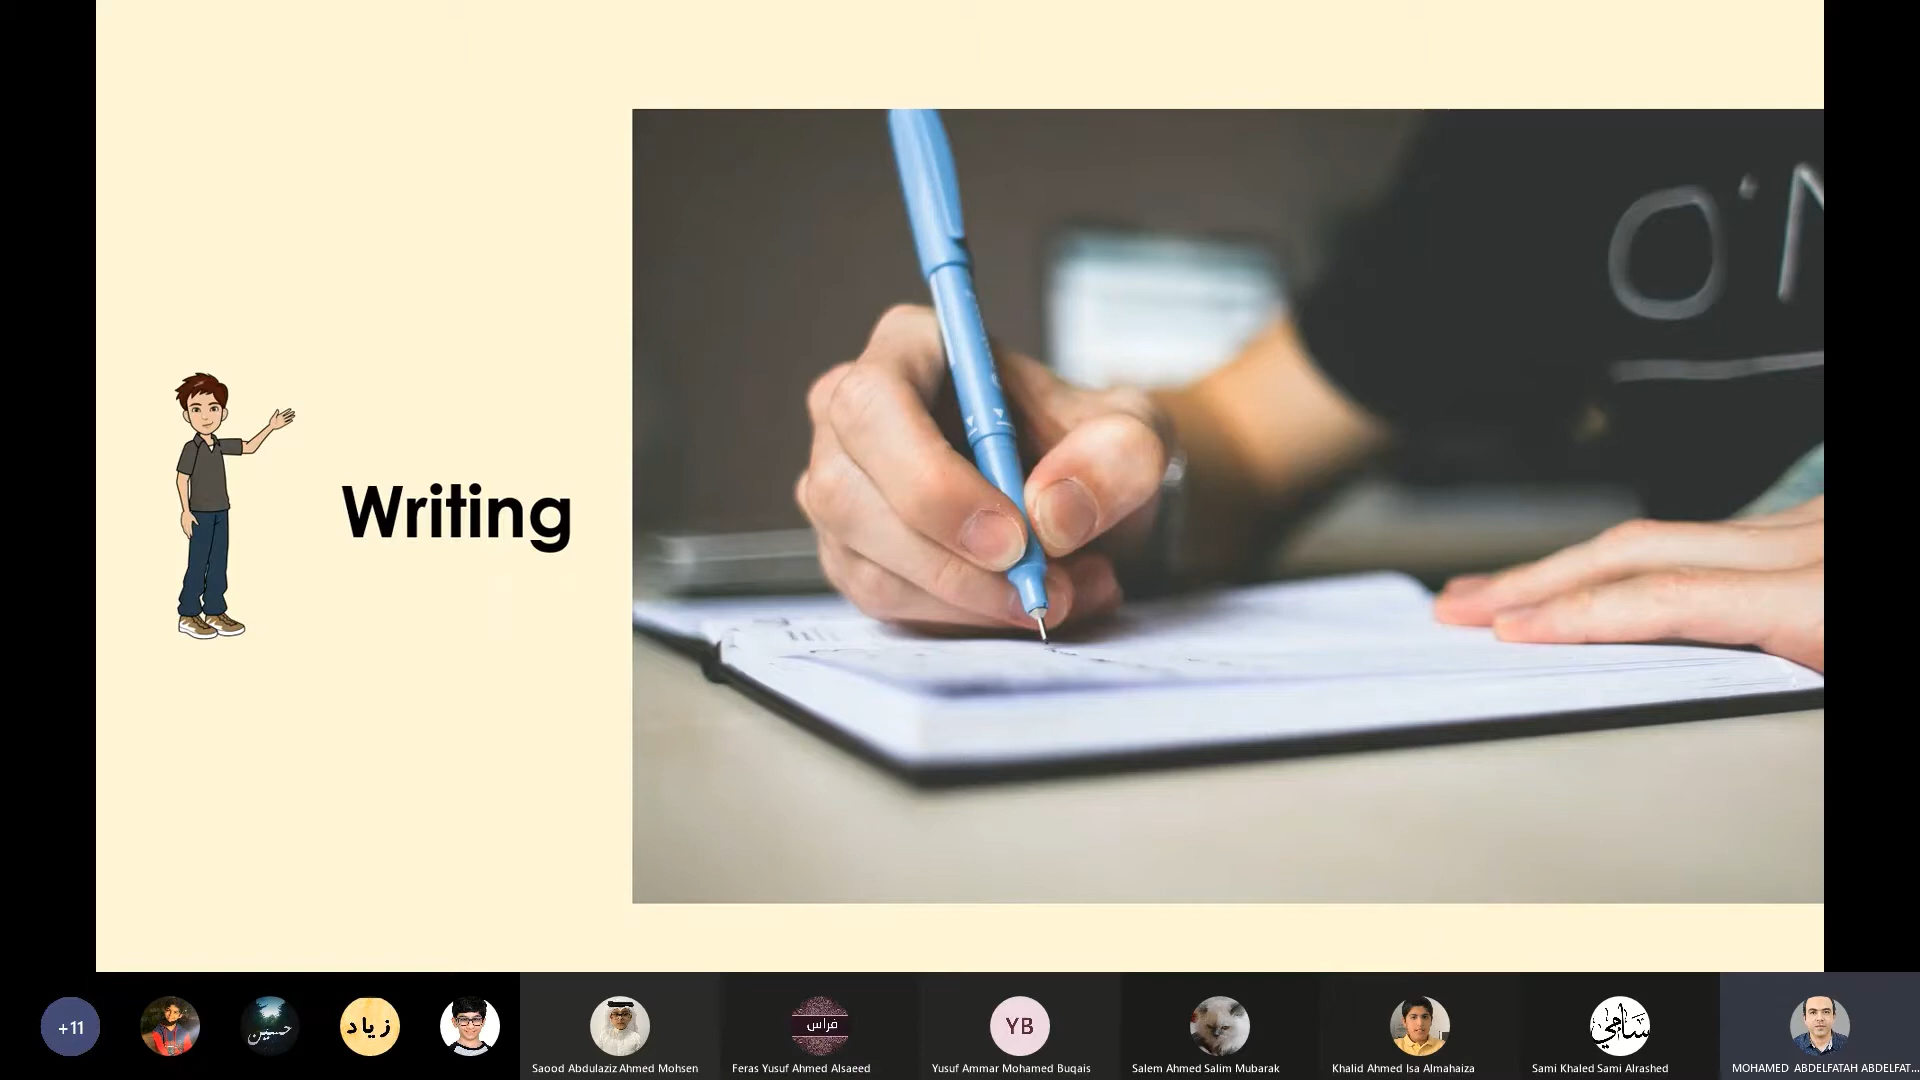 Writing
O.N
+11
حسين
زياد
Saood Abdulaziz Ahmed Mohsen
فراس
Feras Yusuf Ahmed Alsaeed
YB
Yusuf Ammar Mohamed Buqais
Salem Ahmed Salim Mubarak
Khalid Ahmed Isa Almahaiza
سامي
Sami Khaled Sami Alrashed
MOHAMED ABDELFATAH ABDELFAT...